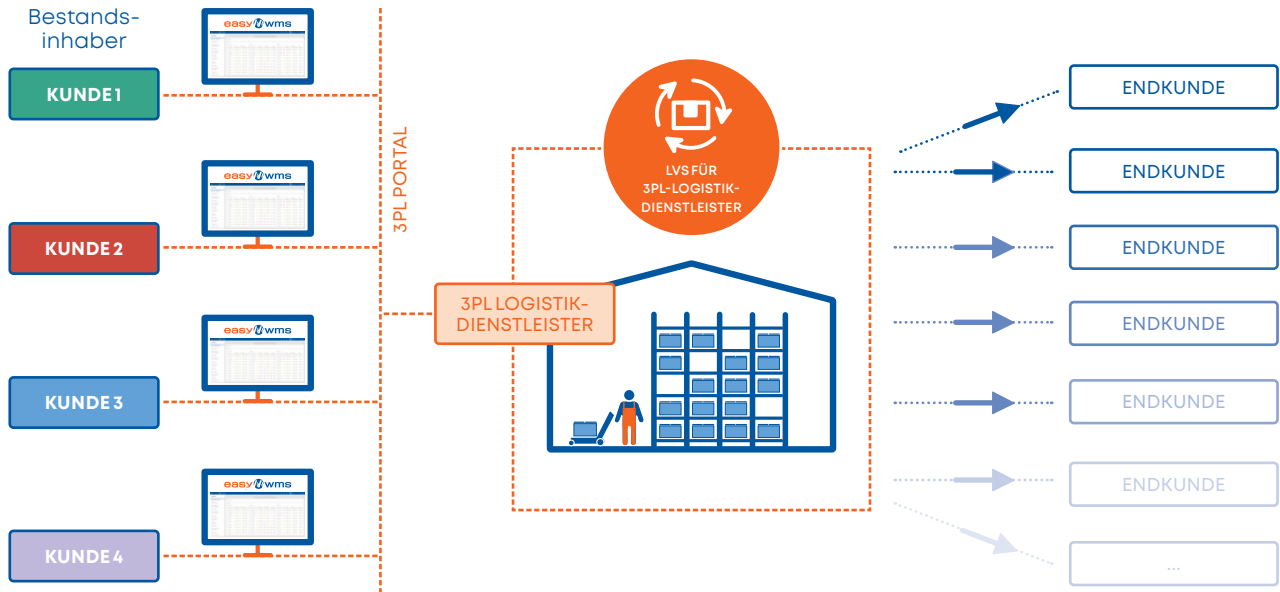 Bestands-
inhaber
easy wms
KUNDE 1
easy wms
KUNDE 2
easy wms
KUNDE 3
easy wms
KUNDE 4
3PL PORTAL
3PL LOGISTIK-
DIENSTLEISTER
LVS FÜR
3PL-LOGISTIK-
DIENSTLEISTER
ENDKUNDE
ENDKUNDE
ENDKUNDE
ENDKUNDE
ENDKUNDE
ENDKUNDE
...